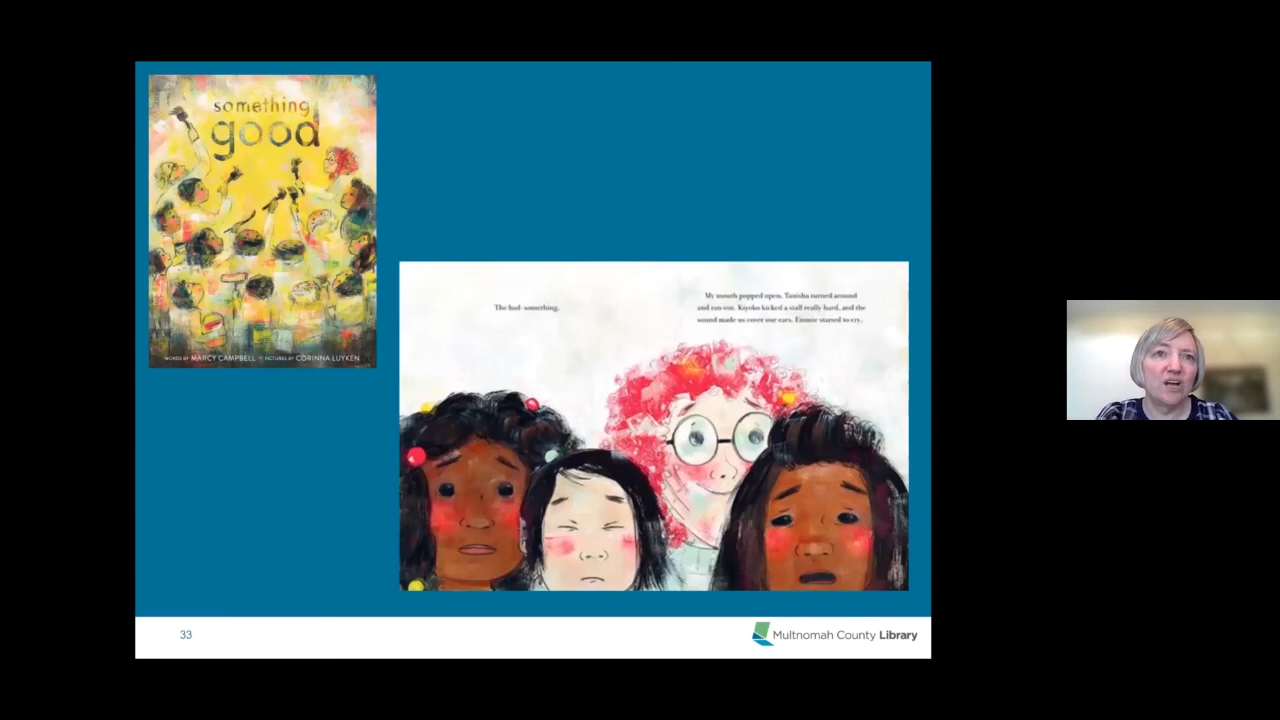 something
good
WORDS BY MARCY CAMPBELL PICTURES BY CORINNA LUYKEN
The bad-something.
My mouth popped open. Tanisha turned around
and ran out. Kiyoko kicked a stall really hard, and the
sound made us cover our ears. Emmie started to cry.
33
Multnomah County Library